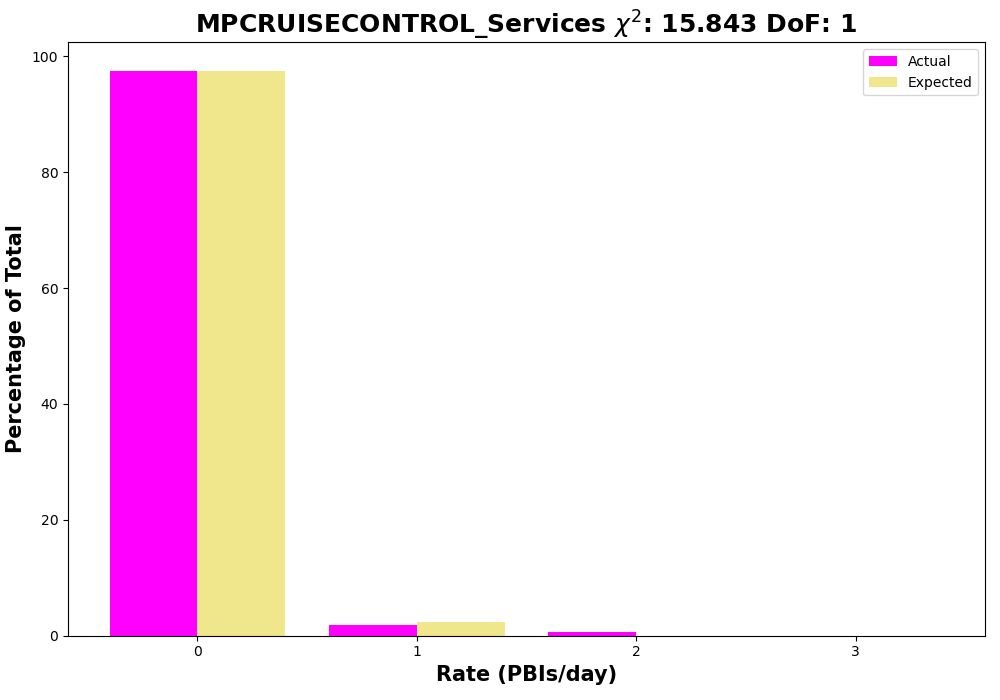 MPCRUISECONTROL_Services χ²: 15.843 DoF: 1
Actual
Expected
Percentage of Total
100
80
60
40
20
0
0 1 2 3
Rate (PBIs/day)